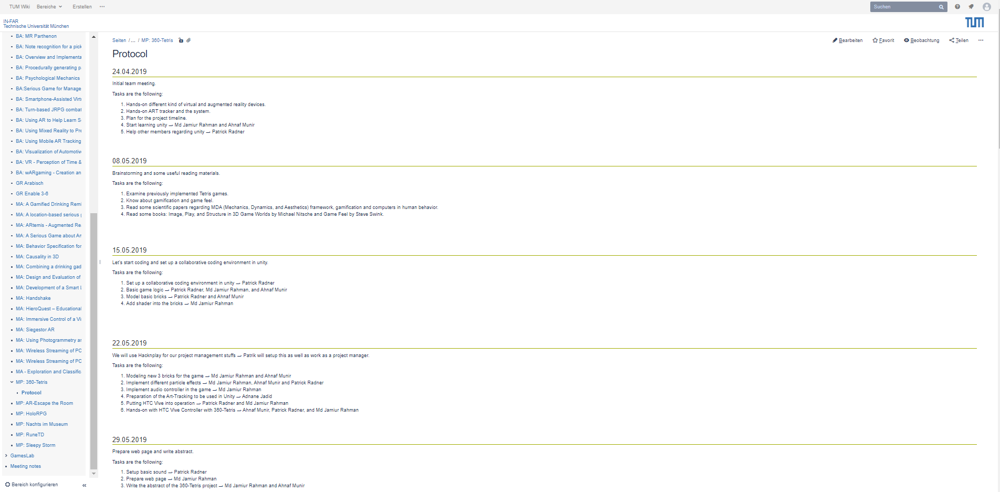 TUM Wiki Bereiche Erstellen ···
Suchen
IN-FAR
Technische Universität München
TUM
BA: MR Parthenon
BA: Note recognition for a pick
BA: Overview and Implementa
BA: Procedurally generating p
BA: Psychological Mechanics
BA:Serious Game for Manage
BA: Smartphone-Assisted Virtu
BA: Turn-based JRPG combat
BA: Using AR to Help Learn S
BA: Using Mixed Reality to Pre
BA: Using Mobile AR Tracking
BA: Visualization of Automotiv
BA: VR - Perception of Time &
BA: wARgaming - Creation an
GR Arabisch
GR Enable 3-6
MA: A Gamified Drinking Remi
MA: A location-based serious g
MA: ARtemis - Augmented Re
MA: A Serious Game about An
MA: Behavior Specification for
MA: Causality in 3D
MA: Combining a drinking gad
MA: Design and Evaluation of
MA: Development of a Smart L
MA: Handshake
MA: HieroQuest – Educational
MA: Immersive Control of a Vi
MA: Siegestor AR
MA: Using Photogrammetry an
MA: Wireless Streaming of PC
MA: Wireless Streaming of PC
MA - Exploration and Classific
MP: 360-Tetris
Protocol
MP: AR-Escape the Room
MP: HoloRPG
MP: Nachts im Museum
MP: RuneTD
MP: Sleepy Storm
GamesLab
Meeting notes
Bereich konfigurieren «
Seiten /... / MP: 360-Tetris
Bearbeiten Favorit Beobachtung Teilen ···
Protocol
24.04.2019
Initial team meeting.
Tasks are the following:
1. Hands-on different kind of virtual and augmented reality devices.
2. Hands-on ART tracker and the system.
3. Plan for the project timeline.
4. Start learning unity → Md Jamiur Rahman and Ahnaf Munir
5. Help other members regarding unity → Patrick Radner
08.05.2019
Brainstorming and some useful reading materials.
Tasks are the following:
1. Examine previously implemented Tetris games.
2. Know about gamification and game feel.
3. Read some scientific papers regarding MDA (Mechanics, Dynamics, and Aesthetics) framework, gamification and computers in human behavior.
4. Read some books: Image, Play, and Structure in 3D Game Worlds by Michael Nitsche and Game Feel by Steve Swink.
15.05.2019
Let's start coding and set up a collaborative coding environment in unity.
Tasks are the following:
1. Set up a collaborative coding environment in unity → Patrick Radner
2. Basic game logic → Patrick Radner, Md Jamiur Rahman, and Ahnaf Munir
3. Model basic bricks → Patrick Radner and Ahnaf Munir
4. Add shader into the bricks → Md Jamiur Rahman
22.05.2019
We will use Hacknplay for our project management stuffs → Patrik will setup this as well as work as a project manager.
Tasks are the following:
1. Modeling new 3 bricks for the game → Md Jamiur Rahman and Ahnaf Munir
2. Implement different particle effects → Md Jamiur Rahman, Ahnaf Munir and Patrick Radner
3. Implement audio controller in the game → Md Jamiur Rahman
4. Preparation of the Art-Tracking to be used in Unity → Adnane Jadid
5. Putting HTC Vive into operation → Patrick Radner and Md Jamiur Rahman
6. Hands-on with HTC Vive Controller with 360-Tetris → Ahnaf Munir, Patrick Radner, and Md Jamiur Rahman
29.05.2019
Prepare web page and write abstract.
Tasks are the following:
1. Setup basic sound → Patrick Radner
2. Prepare web page → Md Jamiur Rahman
3. Write the abstract of the 360-Tetris project → Md Jamiur Rahman and Ahnaf Munir